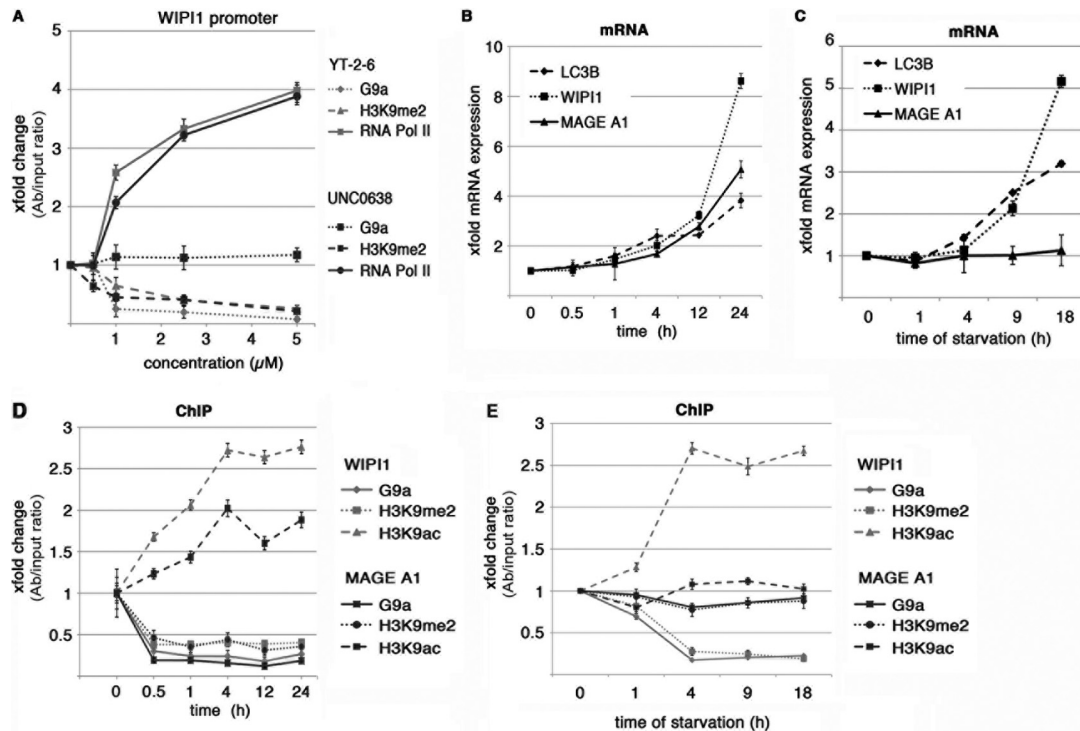 A
WIPI1 promoter
xfold change
(Ab/input ratio)
5
4
3
2
1
1
2
3
4
5
concentration (µM)
YT-2-6
G9a
H3K9me2
RNA Pol II
UNC0638
G9a
H3K9me2
RNA Pol II
B
mRNA
xfold mRNA expression
10
8
6
4
2
LC3B
WIPI1
MAGE A1
0 0.5 1 4 12 24
time (h)
C
mRNA
xfold mRNA expression
6
5
4
3
2
1
0
LC3B
WIPI1
MAGE A1
0 1 4 9 18
time of starvation (h)
D
ChIP
xfold change
(Ab/input ratio)
3
2.5
2
1.5
1
0.5
0 0.5 1 4 12 24
time (h)
WIPI1
G9a
H3K9me2
H3K9ac
MAGE A1
G9a
H3K9me2
H3K9ac
E
ChIP
xfold change
(Ab/input ratio)
3
2.5
2
1.5
1
0.5
0 1 4 9 18
time of starvation (h)
WIPI1
G9a
H3K9me2
H3K9ac
MAGE A1
G9a
H3K9me2
H3K9ac